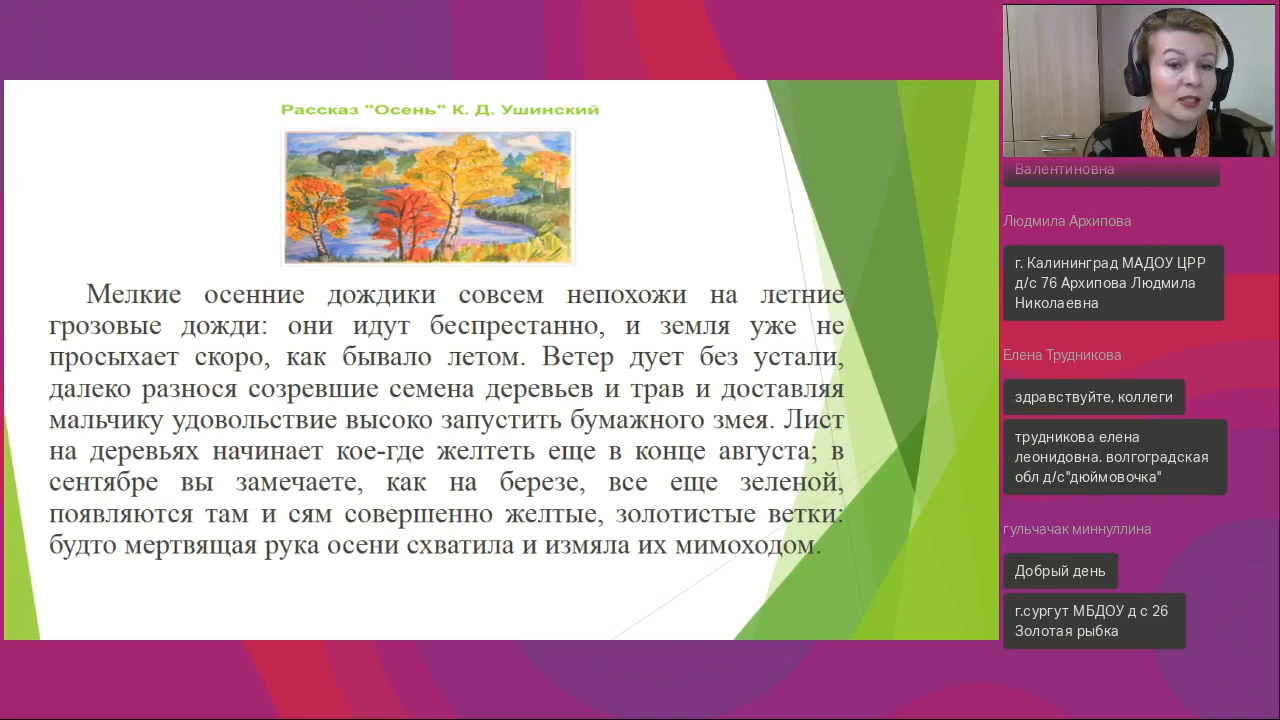 Рассказ "Осень" К. Д. Ушинский
Мелкие осенние дождики совсем непохожи на летние
грозовые дожди: они идут беспрестанно, и земля уже не
просыхает скоро, как бывало летом. Ветер дует без устали,
далеко разнося созревшие семена деревьев и трав и доставляя
мальчику удовольствие высоко запустить бумажного змея. Лист
на деревьях начинает кое-где желтеть еще в конце августа; в
сентябре вы замечаете, как на березе, все еще зеленой,
появляются там и сям совершенно желтые, золотистые ветки:
будто мертвящая рука осени схватила и измяла их мимоходом.
Валентиновна
Людмила Архипова
г. Калининград МАДОУ ЦРР
д/с 76 Архипова Людмила
Николаевна
Елена Трудникова
здравствуйте, коллеги
трудникова елена
леонидовна. волгоградская
обл д/с"дюймовочка"
гульчачак миннуллина
Добрый день
г.сургут МБДОУ д с 26
Золотая рыбка